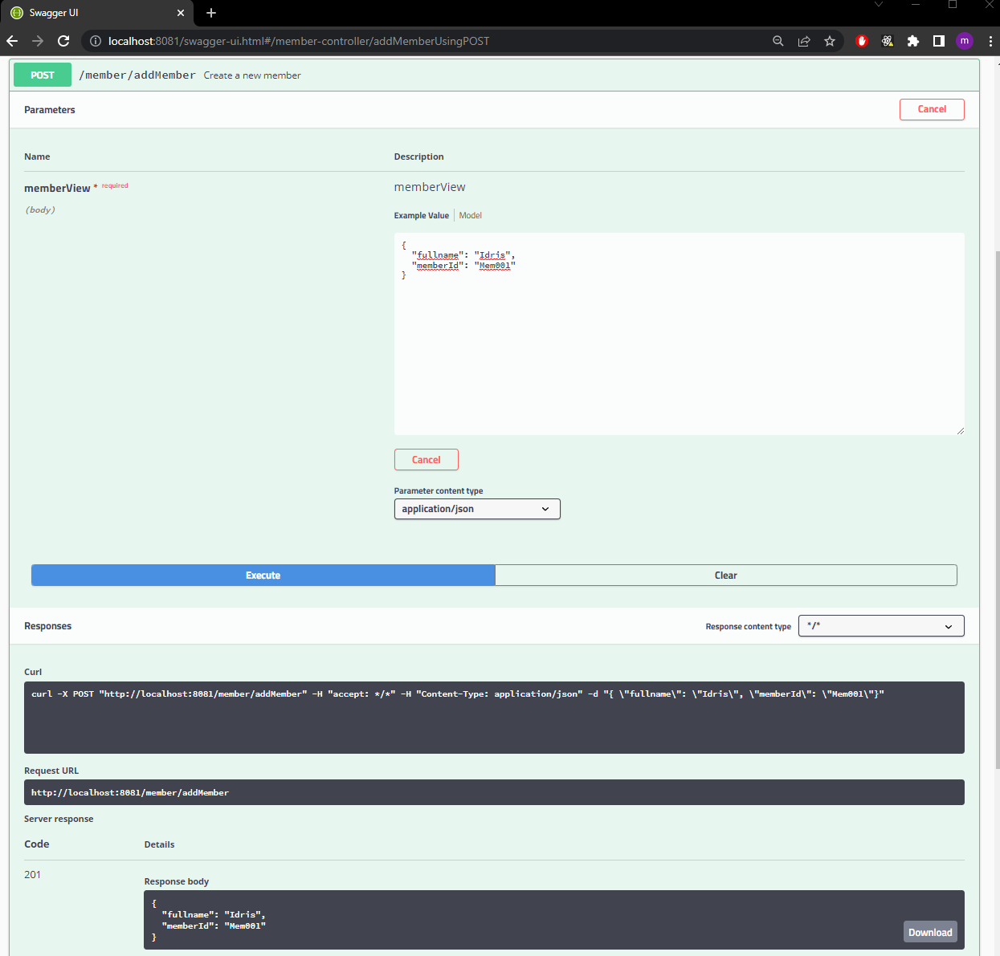 Swagger UI
localhost:8081/swagger-ui.html#/member-controller/addMemberUsingPOST
m
POST /member/addMember Create a new member
Parameters Cancel
Name Description
memberView * required memberView
(body)
Example Value Model
{
"fullname": "Idris",
"memberId": "Mem001"
}
Cancel
Parameter content type
application/json
Execute Clear
Responses Response content type */*
Curl
curl -X POST "http://localhost:8081/member/addMember" -H "accept: */*" -H "Content-Type: application/json" -d "{ \"fullname\": \"Idris\", \"memberId\": \"Mem001\"}"
Request URL
http://localhost:8081/member/addMember
Server response
Code Details
201
Response body
{
"fullname": "Idris",
"memberId": "Mem001"
}
Download